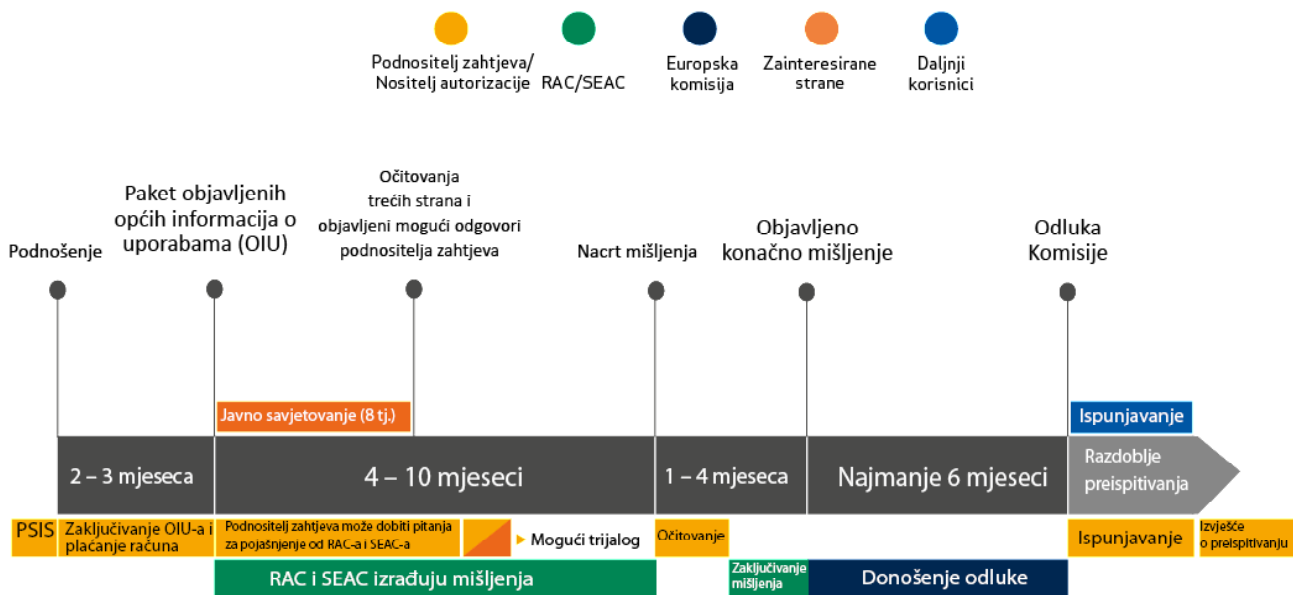 Podnositelj zahtjeva/
Nositelj autorizacije
RAC/SEAC
Europska
komisija
Zainteresirane
strane
Daljnji
korisnici
Podnošenje
Paket objavljenih
općih informacija o
uporabama (OIU)
Očitovanja
trećih strana i
objavljeni mogući odgovori
podnositelja zahtjeva
Nacrt mišljenja
Objavljeno
konačno mišljenje
Odluka
Komisije
Javno savjetovanje (8 tj.)
Ispunjavanje
2 – 3 mjeseca
4 – 10 mjeseci
1 – 4 mjeseca
Najmanje 6 mjeseci
Razdoblje
preispitivanja
PSIS
Zaključivanje OIU-a i
plaćanje računa
Podnositelj zahtjeva može dobiti pitanja
za pojašnjenje od RAC-a i SEAC-a
Mogući trijalog
Očitovanje
Ispunjavanje
Izvješće
o preispitivanju
RAC i SEAC izrađuju mišljenja
Zaključivanje
mišljenja
Donošenje odluke